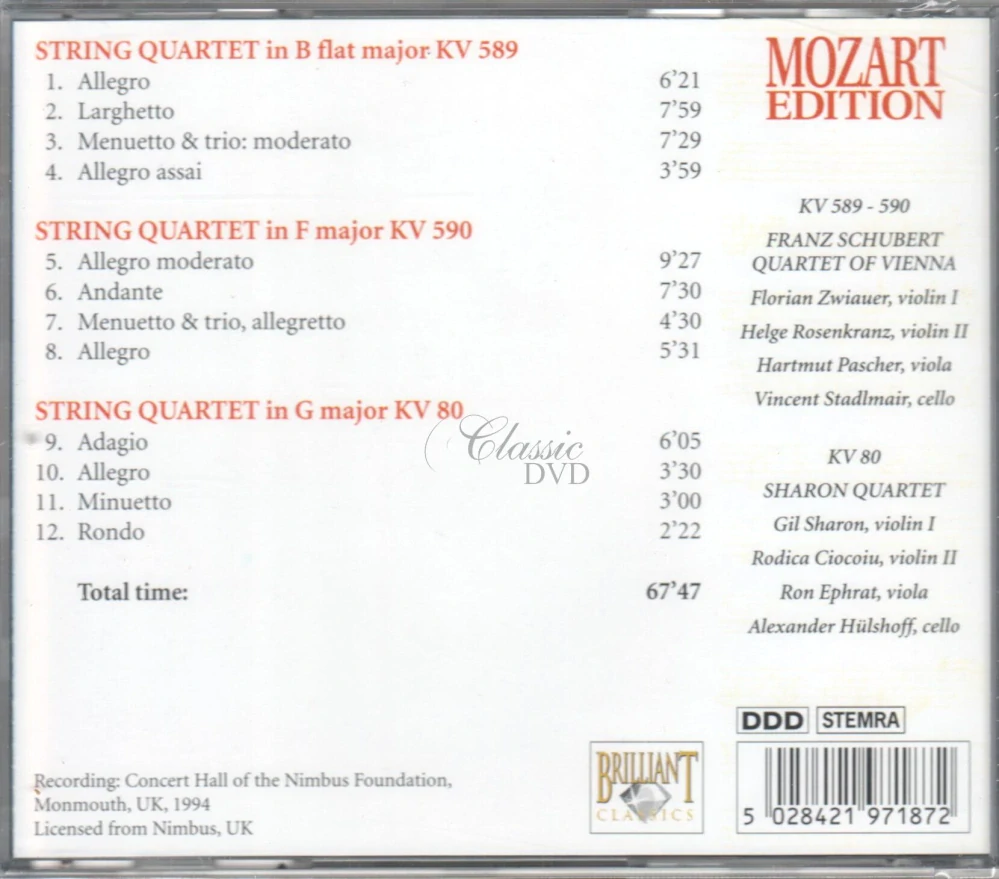 STRING QUARTET in B flat major KV 589
1. Allegro 6'21
2. Larghetto 7'59
3. Menuetto & trio: moderato 7'29
4. Allegro assai 3'59
STRING QUARTET in F major KV 590
5. Allegro moderato 9'27
6. Andante 7'30
7. Menuetto & trio, allegretto 4'30
8. Allegro 5'31
STRING QUARTET in G major KV 80
9. Adagio 6'05
10. Allegro 3'30
11. Minuetto 3'00
12. Rondo 2'22
Total time: 67'47
Classic
DVD
MOZART
EDITION
KV 589 - 590
FRANZ SCHUBERT
QUARTET OF VIENNA
Florian Zwiauer, violin I
Helge Rosenkranz, violin II
Hartmut Pascher, viola
Vincent Stadlmair, cello
KV 80
SHARON QUARTET
Gil Sharon, violin I
Rodica Ciocoiu, violin II
Ron Ephrat, viola
Alexander Hülshoff, cello
Recording: Concert Hall of the Nimbus Foundation,
Monmouth, UK, 1994
Licensed from Nimbus, UK
BRILLIANT
CLASSICS
DDD STEMRA
5 028421 971872